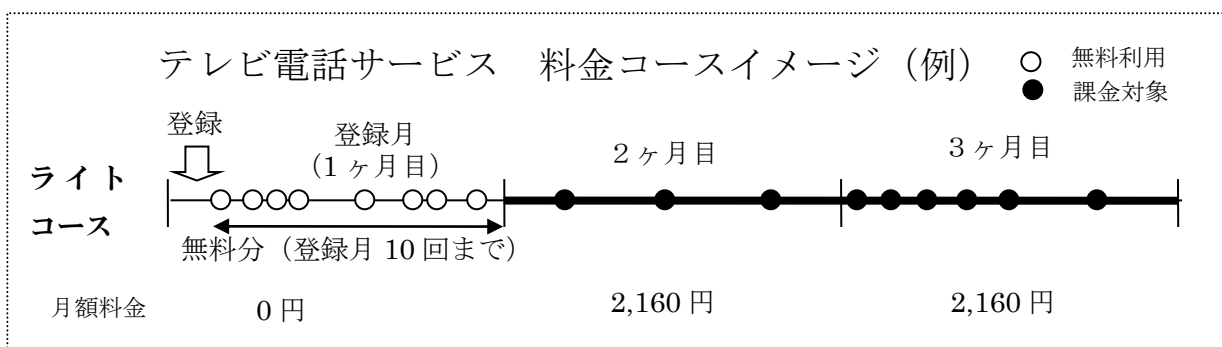 テレビ電話サービス　料金コースイメージ（例）
無料利用
課金対象
登録
登録月
（1 ヶ月目）
２ヶ月目
３ヶ月目
ライト
コース
無料分（登録月 10 回まで）
月額料金
0 円
2,160 円
2,160 円